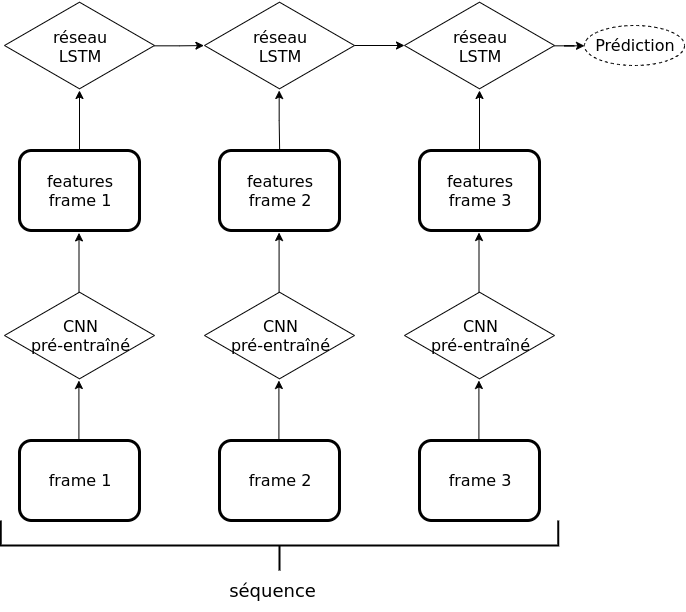 réseau
LSTM
réseau
LSTM
réseau
LSTM
Prédiction
features
frame 1
features
frame 2
features
frame 3
CNN
pré-entraîné
CNN
pré-entraîné
CNN
pré-entraîné
frame 1
frame 2
frame 3
séquence